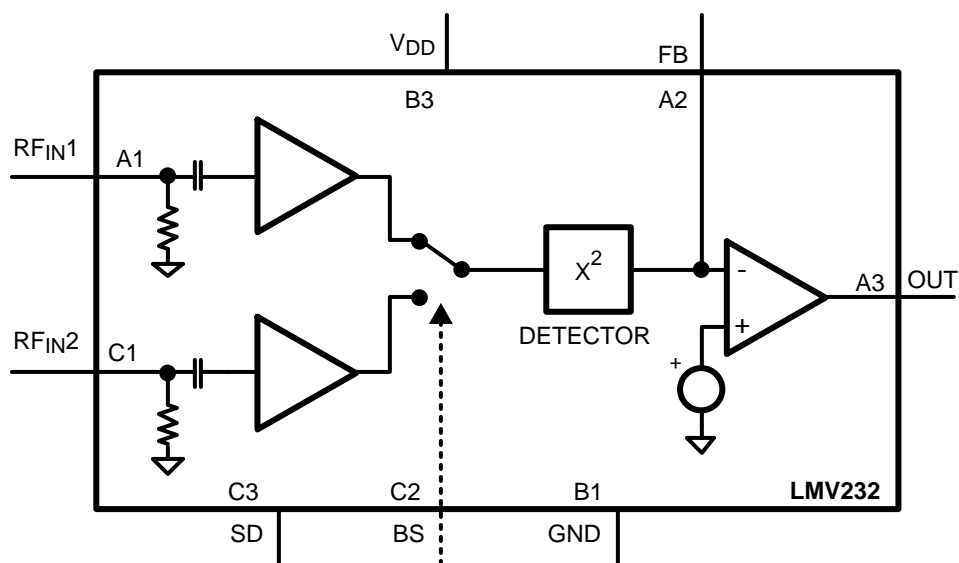 VDD
FB
B3
A2
RFIN1
A1
X2
-
A3 OUT
DETECTOR
+
+
RFIN2
C1
C3
C2
B1
LMV232
SD
BS
GND